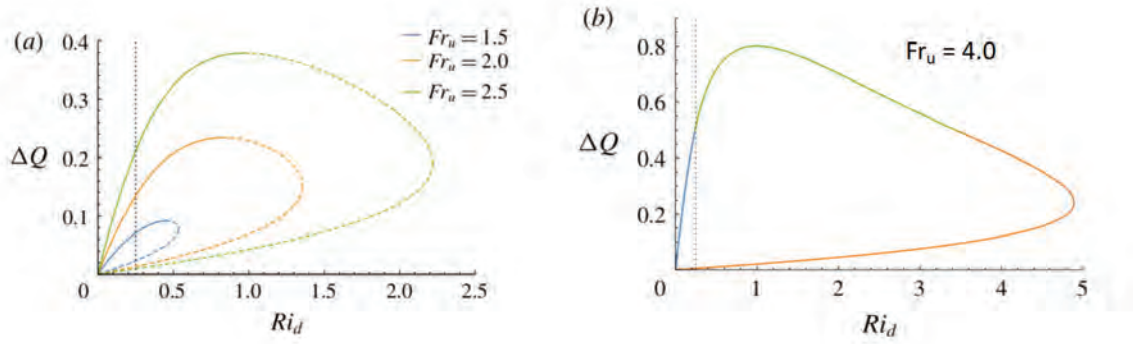 (a)
0.4
0.3
ΔQ
0.2
0.1
0
0.5
1.0
1.5
2.0
2.5
Ri_d
Fr_u = 1.5
Fr_u = 2.0
Fr_u = 2.5
(b)
0.8
0.6
ΔQ
0.4
0.2
0
1
2
3
4
5
Ri_d
Fr_u = 4.0